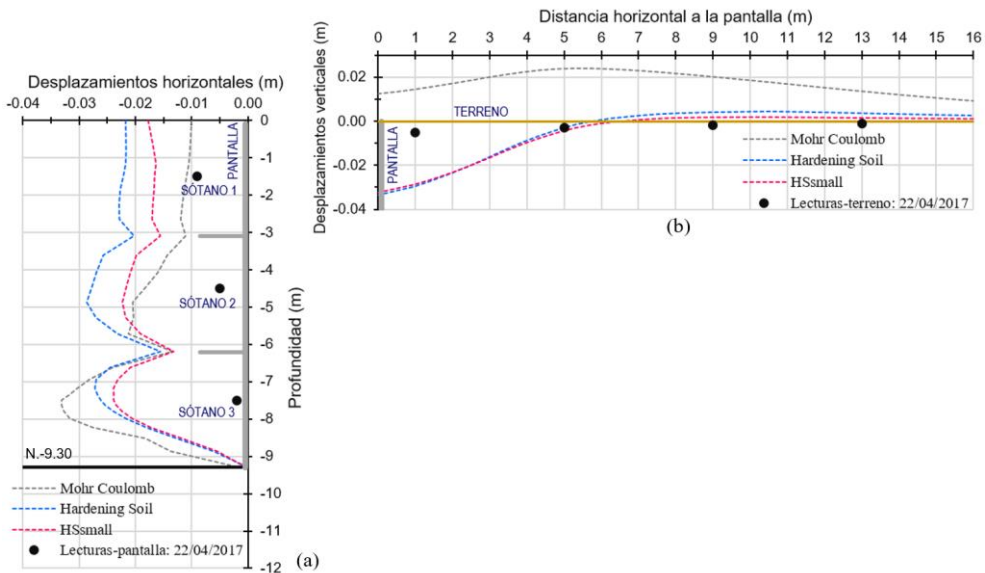 Desplazamientos horizontales (m)
-0.04 -0.03 -0.02 -0.01 0.00
0
-1
-2
-3
-4
-5
-6
-7
-8
-9
-10
-11
-12
Profundidad (m)
PANTALLA
SÓTANO 1
SÓTANO 2
SÓTANO 3
N.-9.30
Mohr Coulomb
Hardening Soil
HSsmall
Lecturas-pantalla: 22/04/2017
(a)
Distancia horizontal a la pantalla (m)
0 1 2 3 4 5 6 7 8 9 10 11 12 13 14 15 16
Desplazamientos verticales (m)
0.02
0.00
-0.02
-0.04
TERRENO
PANTALLA
Mohr Coulomb
Hardening Soil
HSsmall
Lecturas-terreno: 22/04/2017
(b)